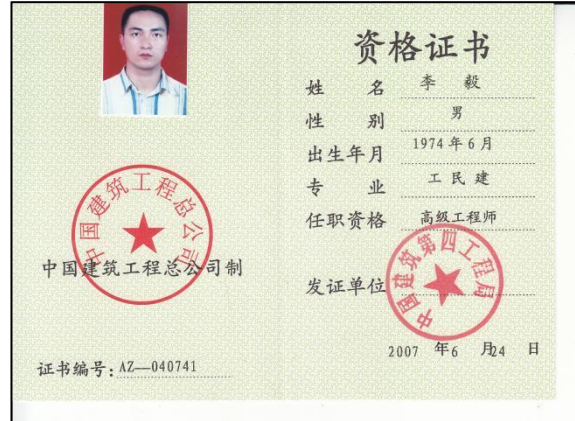 中国建筑工程总公司
中国建筑工程总公司制
证书编号：AZ—040741
资格证书
姓 名 李 毅
性 别 男
出生年月 1974年6月
专 业 工民建
任职资格 高级工程师
发证单位
中国建筑第四工程局
2007 年6 月24 日